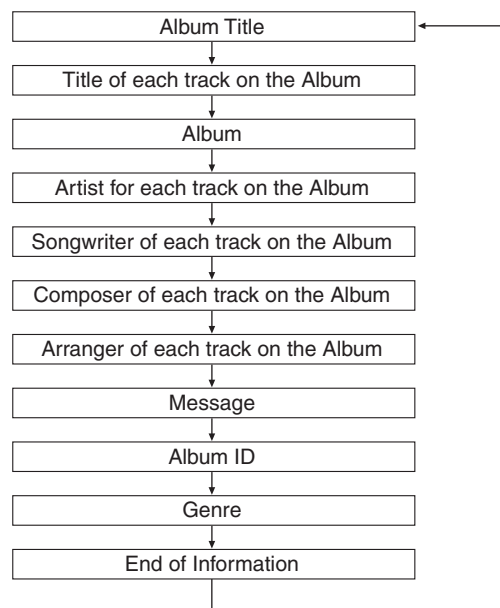 Album Title
Title of each track on the Album
Album
Artist for each track on the Album
Songwriter of each track on the Album
Composer of each track on the Album
Arranger of each track on the Album
Message
Album ID
Genre
End of Information